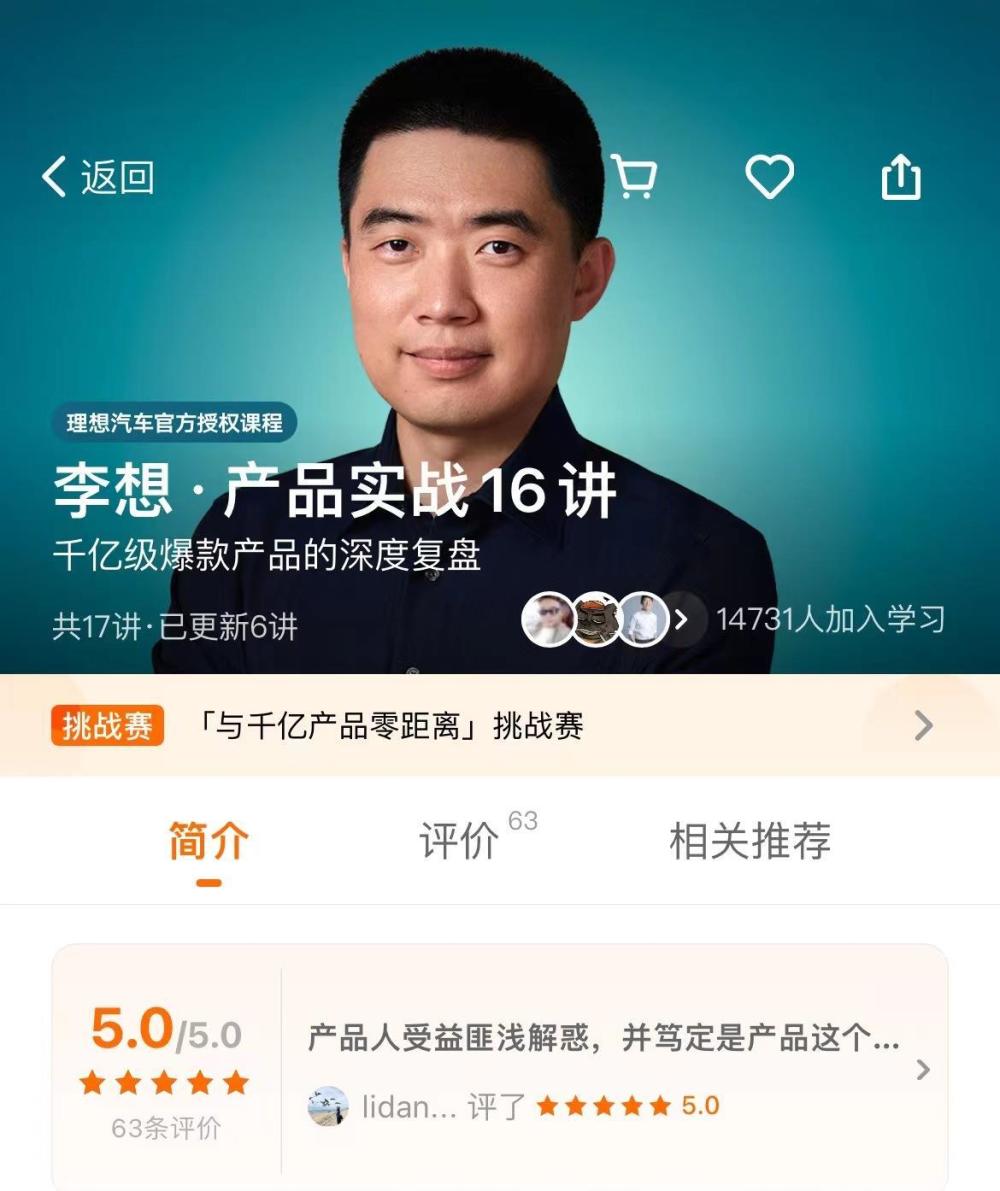 返回
理想汽车官方授权课程
李想·产品实战16讲
千亿级爆款产品的深度复盘
共17讲·已更新6讲
14731人加入学习
挑战赛 「与千亿产品零距离」挑战赛
简介 评价 63 相关推荐
5.0/5.0
63条评价
产品人受益匪浅解惑，并笃定是产品这个...
lidan... 评了 5.0